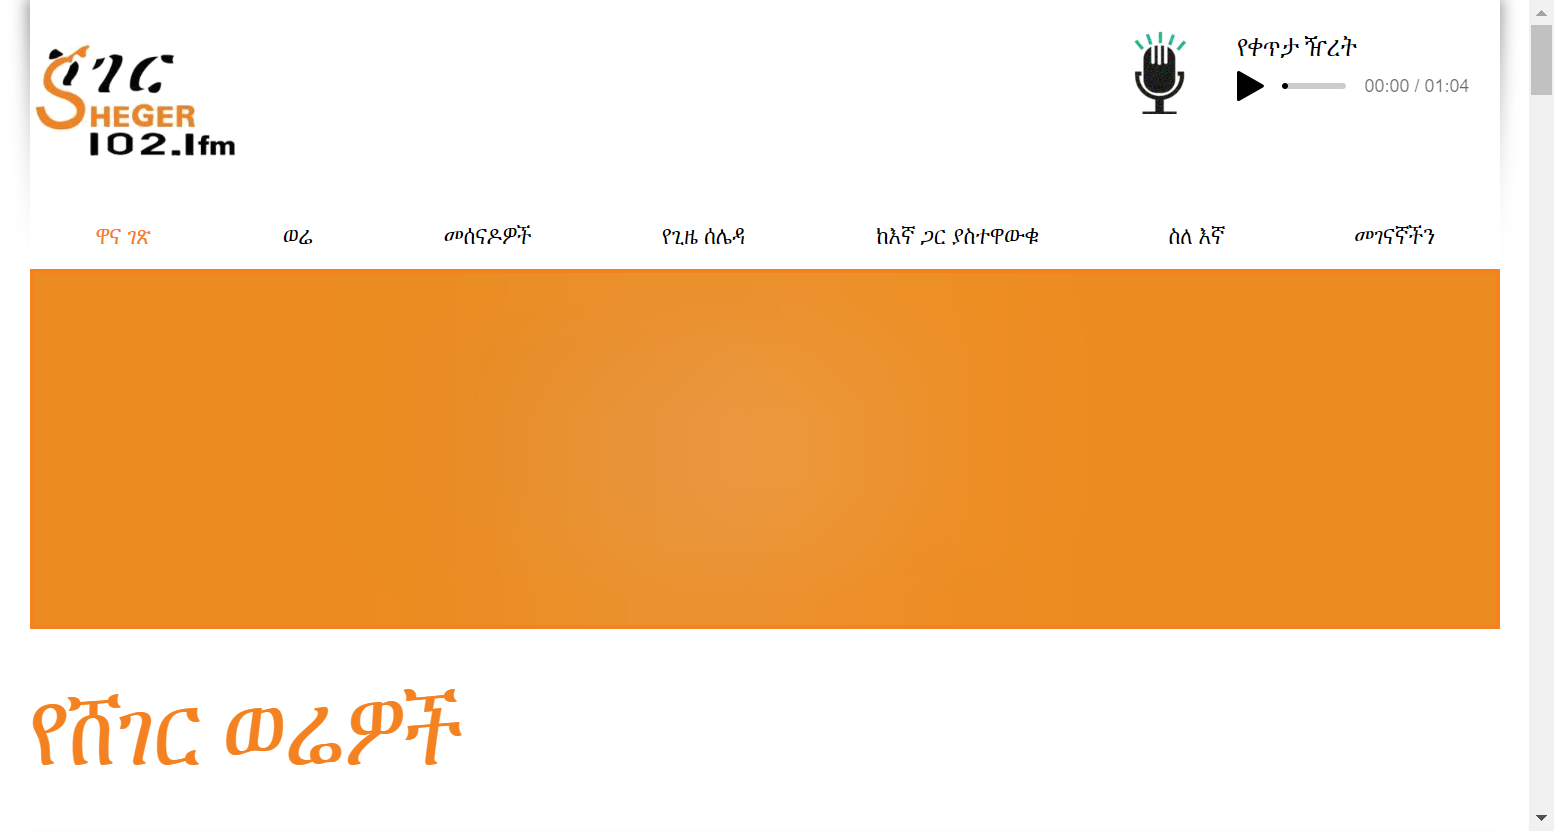 ሸገር
SHEGER
102.1fm
የቀጥታ ዥረት
00:00 / 01:04
ዋና ገጽ
ወሬ
መሰናዶዎች
የጊዜ ሰሌዳ
ከእኛ ጋር ያስተዋውቁ
ስለ እኛ
መገናኛችን
የሸገር ወሬዎች